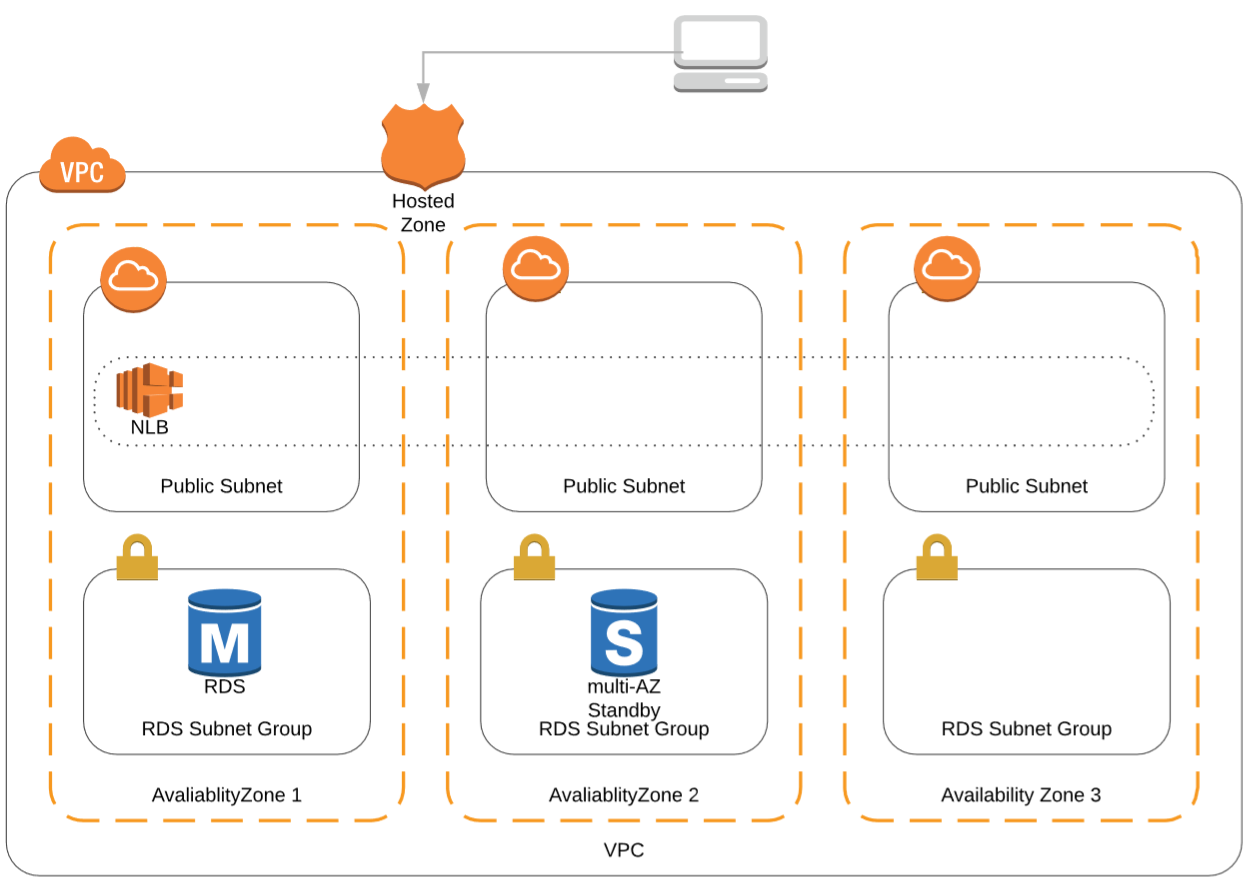 VPC
Hosted
Zone
NLB
Public Subnet
Public Subnet
Public Subnet
M
RDS
RDS Subnet Group
S
multi-AZ
Standby
RDS Subnet Group
RDS Subnet Group
AvaliablityZone 1
AvaliablityZone 2
Availability Zone 3
VPC